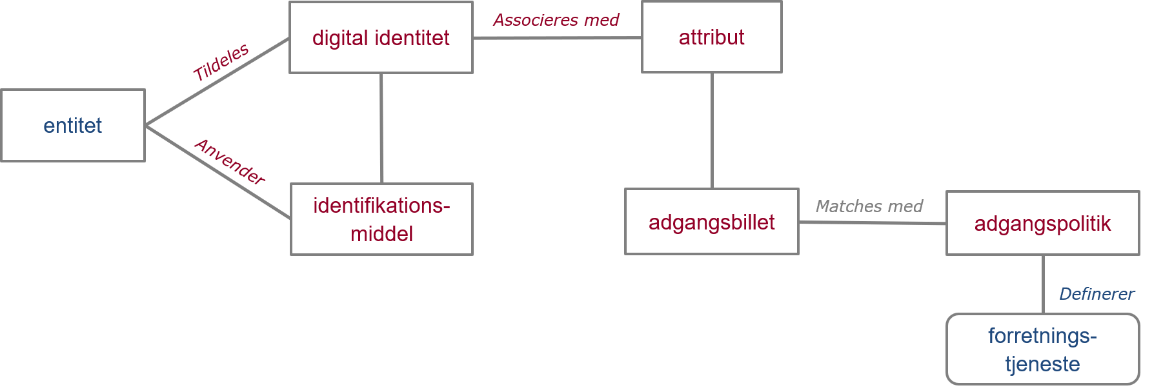 digital identitet
Associeres med
attribut
Tildeles
entitet
Anvender
identifikations-
middel
adgangsbillet
Matches med
adgangspolitik
Definerer
forretnings-
tjeneste